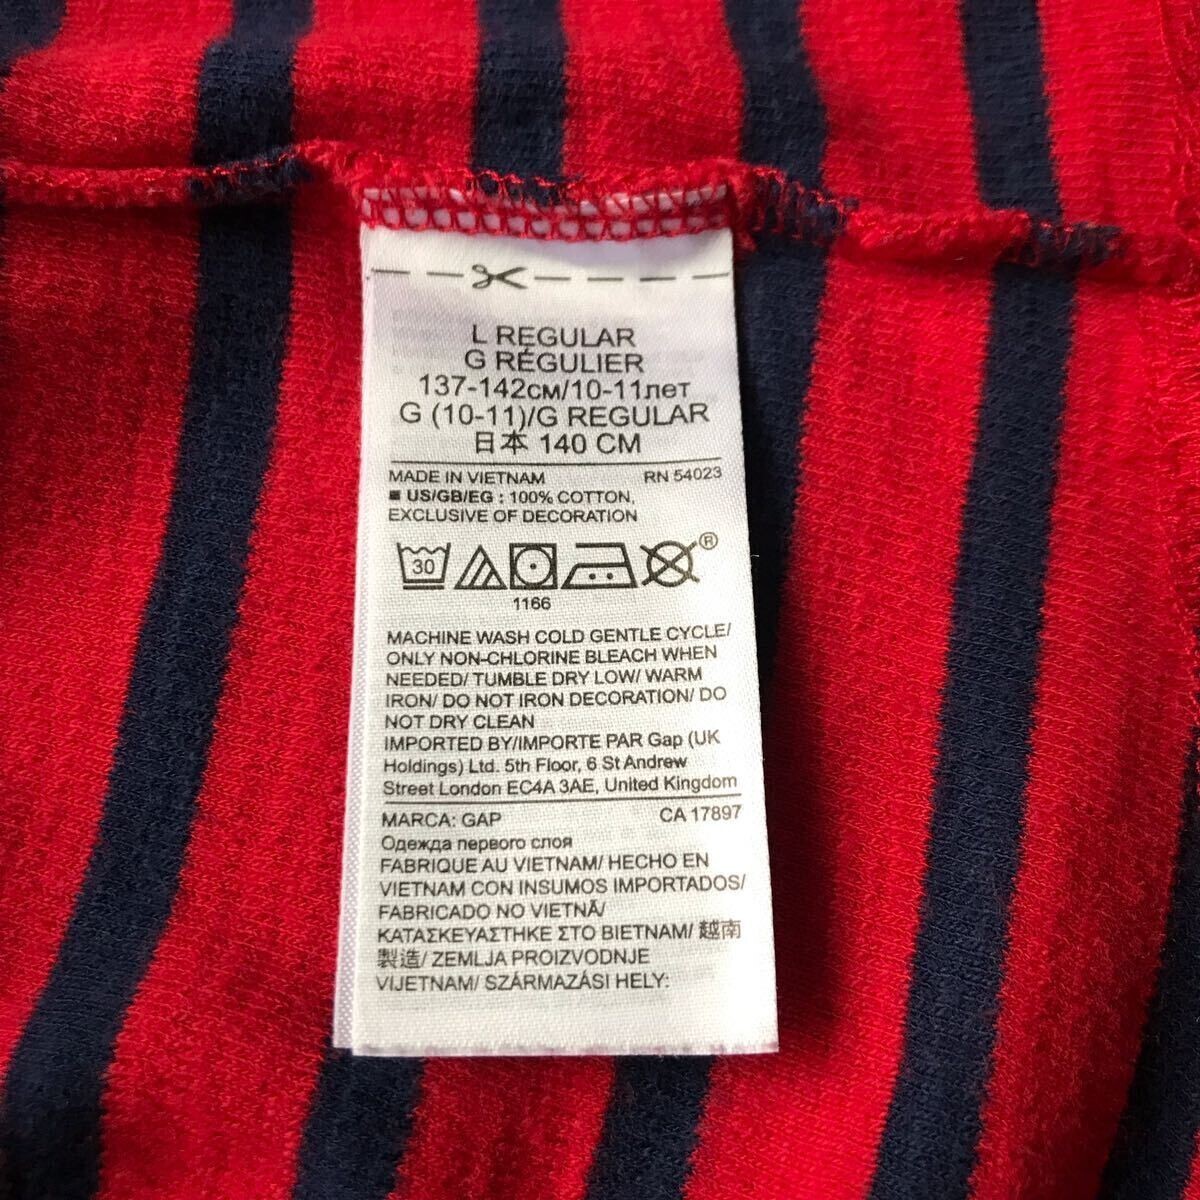 L REGULAR
G RÉGULIER
137-142см/10-11лет
G (10-11)/G REGULAR
日本 140 CM
MADE IN VIETNAM RN 54023
■ US/GB/EG : 100% COTTON,
EXCLUSIVE OF DECORATION
30 ®
1166
MACHINE WASH COLD GENTLE CYCLE/
ONLY NON-CHLORINE BLEACH WHEN
NEEDED/ TUMBLE DRY LOW/ WARM
IRON/ DO NOT IRON DECORATION/ DO
NOT DRY CLEAN
IMPORTED BY/IMPORTE PAR Gap (UK
Holdings) Ltd. 5th Floor, 6 St Andrew
Street London EC4A 3AE, United Kingdom
MARCA: GAP CA 17897
Одежда первого слоя
FABRIQUE AU VIETNAM/ HECHO EN
VIETNAM CON INSUMOS IMPORTADOS/
FABRICADO NO VIETNÃ/
ΚΑΤΑΣΚΕΥΑΣΤΗΚΕ ΣΤΟ ΒΙΕΤΝΑΜ/ 越南
製造/ ZEMLJA PROIZVODNJE
VIJETNAM/ SZÁRMAZÁSI HELY: